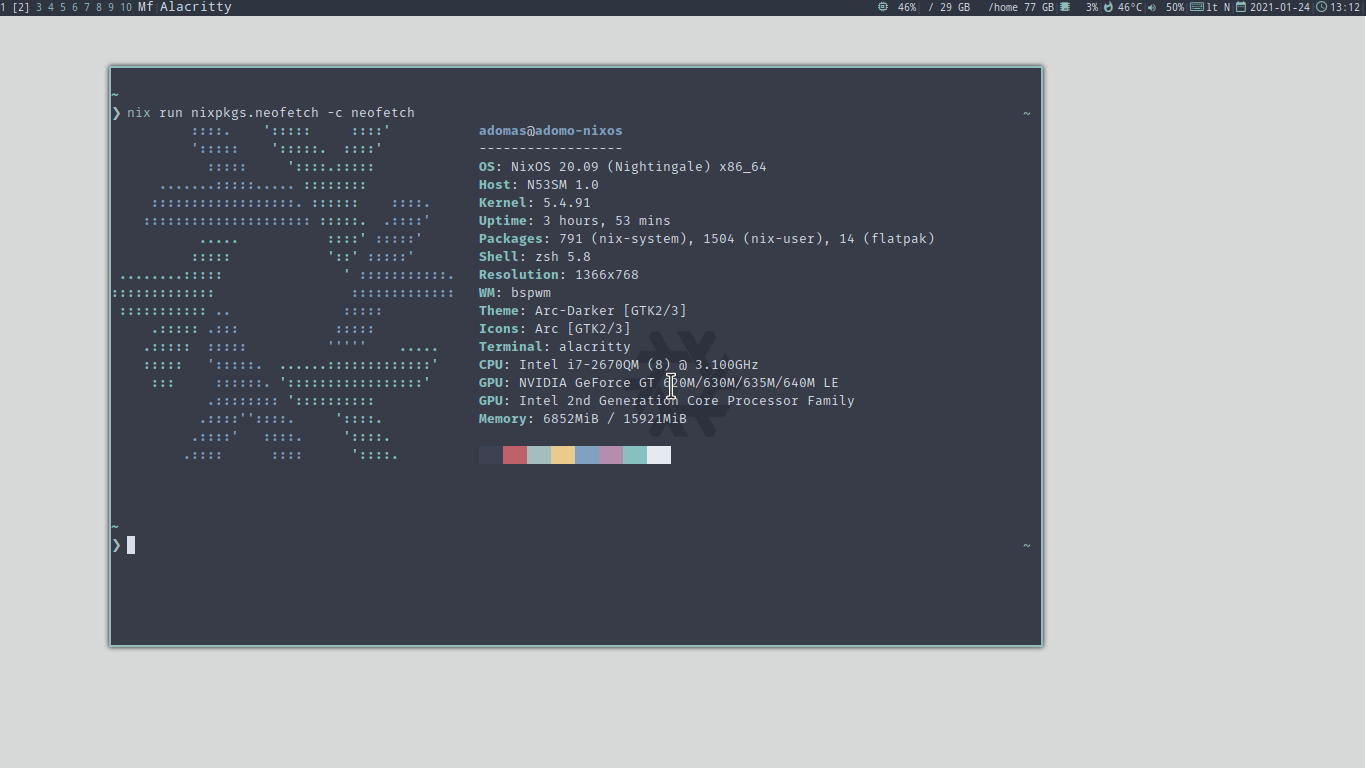 1 [2] 3 4 5 6 7 8 9 10 Mf Alacritty 46% / 29 GB /home 77 GB 3% 46°C 50% lt N 2021-01-24 13:12
~
❯ nix run nixpkgs.neofetch -c neofetch ~
adomas@adomo-nixos
------------------
OS: NixOS 20.09 (Nightingale) x86_64
Host: N53SM 1.0
Kernel: 5.4.91
Uptime: 3 hours, 53 mins
Packages: 791 (nix-system), 1504 (nix-user), 14 (flatpak)
Shell: zsh 5.8
Resolution: 1366x768
WM: bspwm
Theme: Arc-Darker [GTK2/3]
Icons: Arc [GTK2/3]
Terminal: alacritty
CPU: Intel i7-2670QM (8) @ 3.100GHz
GPU: NVIDIA GeForce GT 620M/630M/635M/640M LE
GPU: Intel 2nd Generation Core Processor Family
Memory: 6852MiB / 15921MiB
~
❯ ~